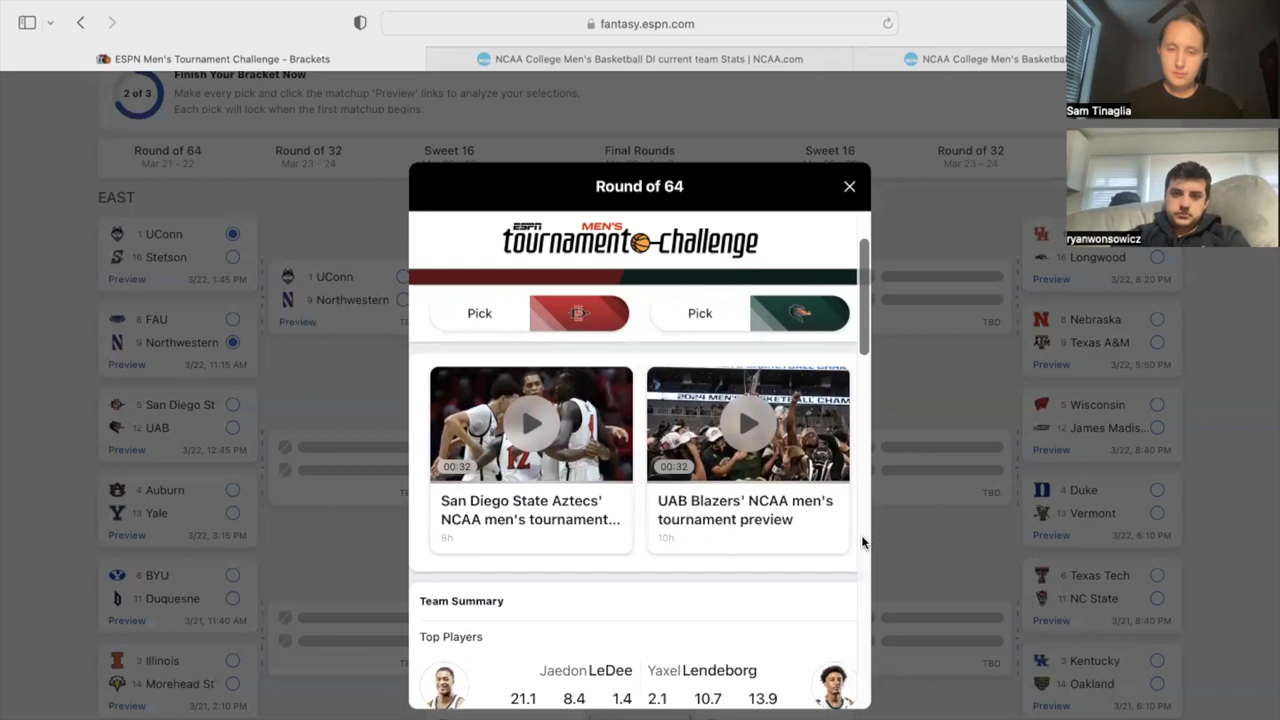 fantasy.espn.com
ESPN Men's Tournament Challenge - Brackets
NCAA College Men's Basketball DI current team Stats | NCAA.com
NCAA College Men's Basketba
Sam Tinaglia
ryanwonsowicz
2 of 3
Finish Your Bracket Now
Make every pick and click the matchup 'Preview' links to analyze your selections.
Each pick will lock when the first matchup begins.
Round of 64
Mar 21 - 22
Round of 32
Mar 23 - 24
Sweet 16
Final Rounds
Sweet 16
Round of 32
Mar 23 - 24
EAST
1 UConn
16 Stetson
Preview 3/22, 1:45 PM
8 FAU
9 Northwestern
Preview 3/22, 11:15 AM
5 San Diego St
12 UAB
Preview 3/22, 12:45 PM
4 Auburn
13 Yale
Preview 3/22, 3:15 PM
6 BYU
11 Duquesne
Preview 3/21, 11:40 AM
3 Illinois
14 Morehead St
Preview 3/21, 2:10 PM
1 UConn
9 Northwestern
Preview
Round of 64
ESPN MEN'S
tournament challenge
Pick
Pick
12
2024 MEN'S BASKETBALL CHAM
00:32
00:32
San Diego State Aztecs'
NCAA men's tournament...
9h
UAB Blazers' NCAA men's
tournament preview
10h
Team Summary
Top Players
Jaedon LeDee
21.1 8.4 1.4
Yaxel Lendeborg
2.1 10.7 13.9
TBD
TBD
TBD
16 Longwood
Preview 3/22, 8:20 PM
8 Nebraska
9 Texas A&M
Preview 3/22, 5:50 PM
5 Wisconsin
12 James Madis...
Preview 3/22, 8:40 PM
4 Duke
13 Vermont
Preview 3/22, 6:10 PM
6 Texas Tech
11 NC State
Preview 3/21, 8:40 PM
3 Kentucky
14 Oakland
Preview 3/21, 6:10 PM